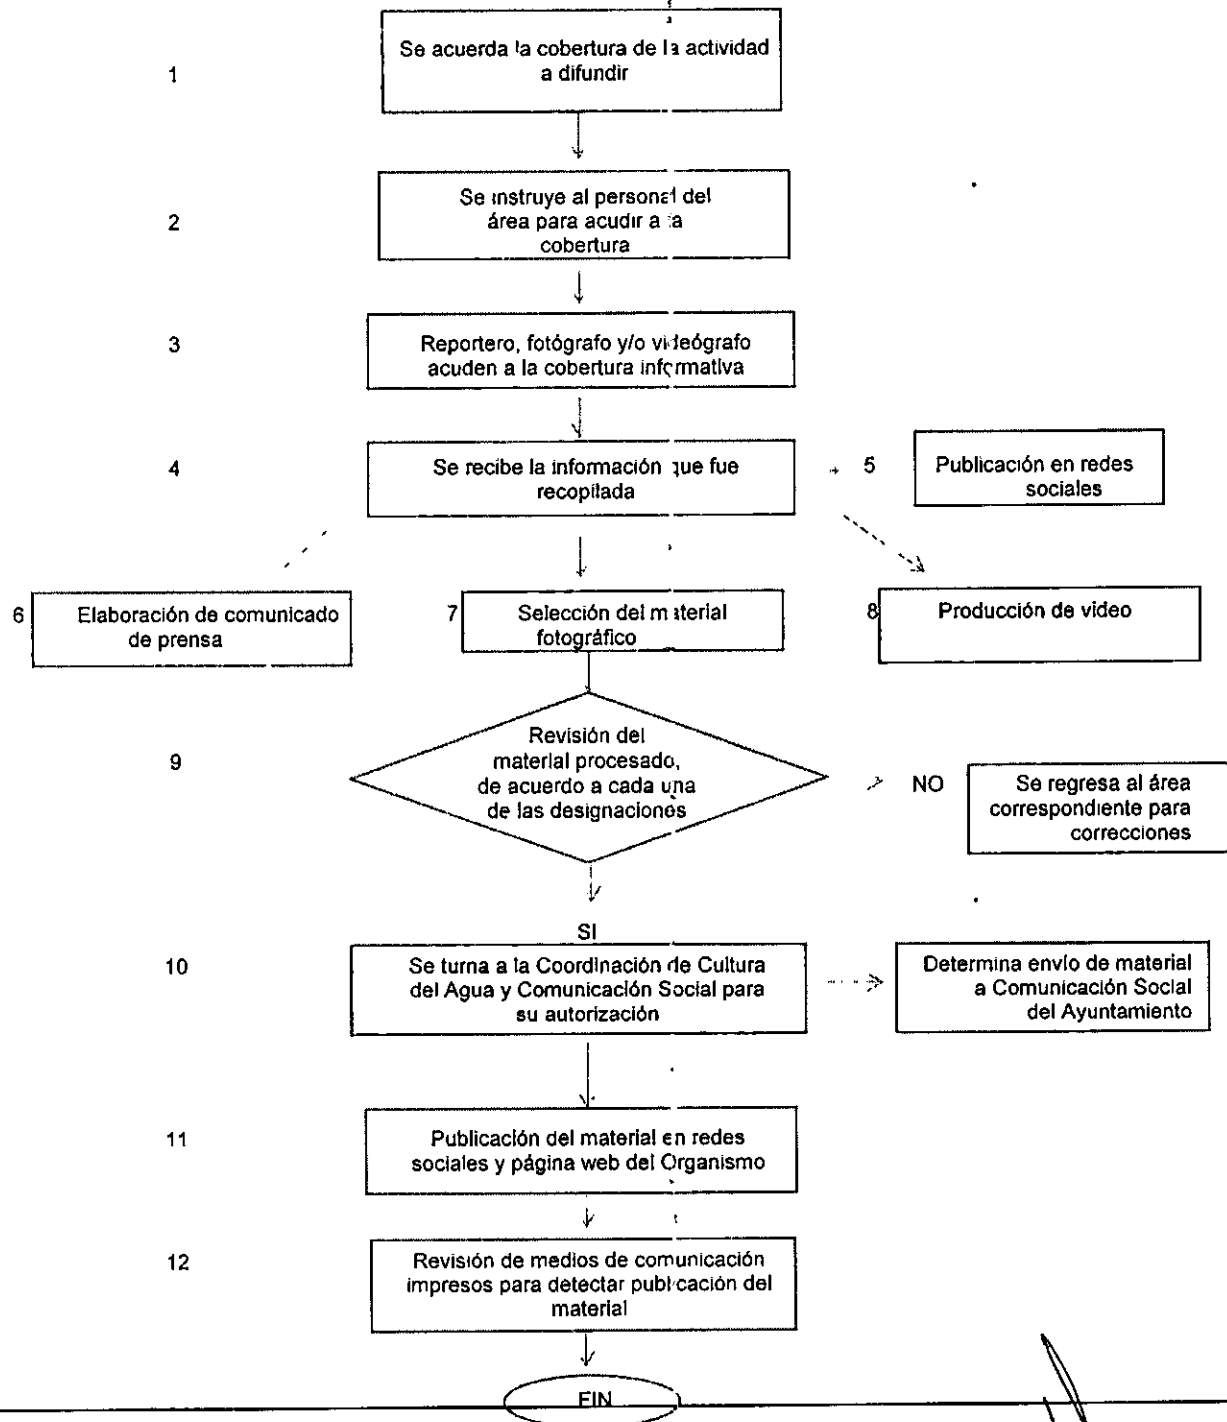 1
Se acuerda la cobertura de la actividad
a difundir
2
Se instruye al personal del
área para acudir a la
cobertura
3
Reportero, fotógrafo y/o videógrafo
acuden a la cobertura informativa
4
Se recibe la información que fue
recopilada
5
Publicación en redes
sociales
6
Elaboración de comunicado
de prensa
7
Selección del material
fotográfico
8
Producción de video
9
Revisión del
material procesado,
de acuerdo a cada una
de las designaciones
NO
Se regresa al área
correspondiente para
correcciones
SI
10
Se turna a la Coordinación de Cultura
del Agua y Comunicación Social para
su autorización
Determina envío de material
a Comunicación Social
del Ayuntamiento
11
Publicación del material en redes
sociales y página web del Organismo
12
Revisión de medios de comunicación
impresos para detectar publicación del
material
FIN